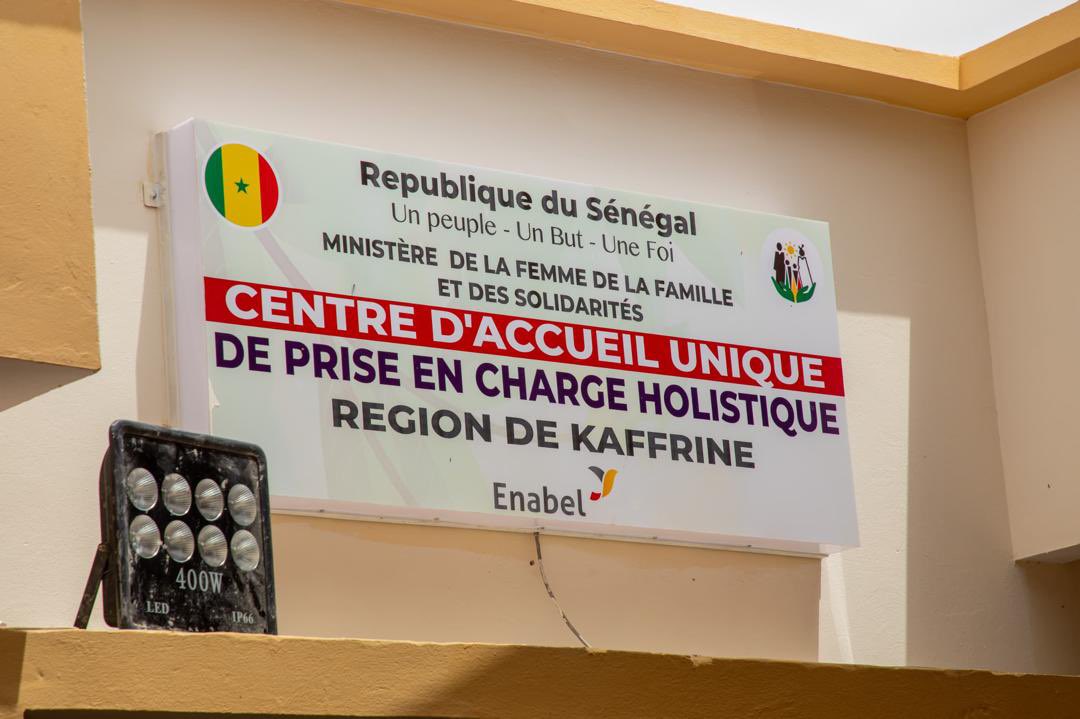 Republique du Sénégal
Un peuple - Un But - Une Foi
MINISTÈRE DE LA FEMME DE LA FAMILLE
ET DES SOLIDARITÉS
CENTRE D'ACCUEIL UNIQUE
DE PRISE EN CHARGE HOLISTIQUE
REGION DE KAFFRINE
Enabel
400W
LED IP66